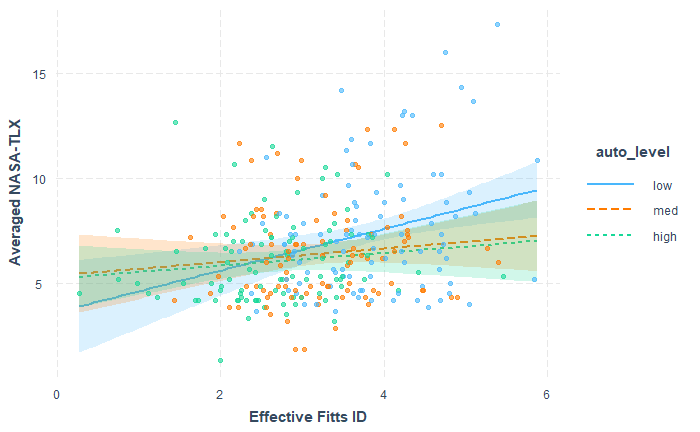 15
10
5
0
2
4
6
Averaged NASA-TLX
Effective Fitts ID
auto_level
low
med
high